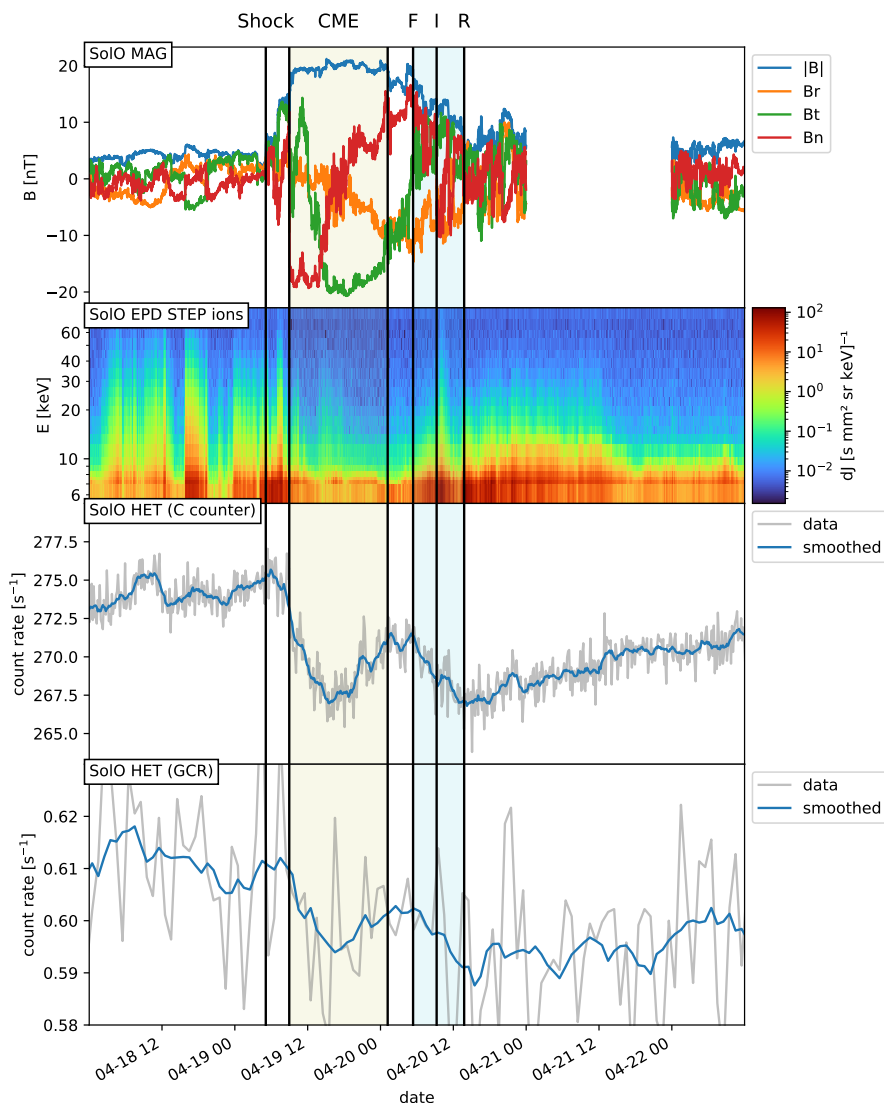 Shock CME F I R
SolO MAG
20
10
0
−10
−20
B [nT]
|B|
Br
Bt
Bn
SolO EPD STEP ions
60
40
30
20
10
6
E [keV]
10²
10¹
10⁰
10⁻¹
10⁻²
dJ [s mm² sr keV]⁻¹
SolO HET (C counter)
277.5
275.0
272.5
270.0
267.5
265.0
count rate [s⁻¹]
data
smoothed
SolO HET (GCR)
0.62
0.61
0.60
0.59
0.58
count rate [s⁻¹]
data
smoothed
04-18 12
04-19 00
04-19 12
04-20 00
04-20 12
04-21 00
04-21 12
04-22 00
date